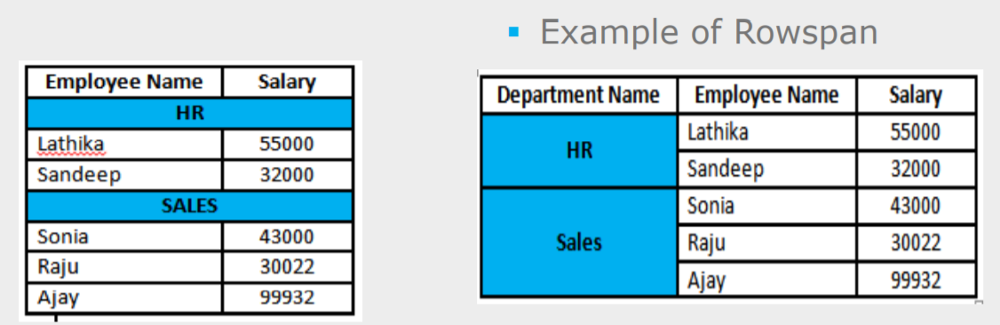 Example of Rowspan
Employee Name Salary
HR
Lathika 55000
Sandeep 32000
SALES
Sonia 43000
Raju 30022
Ajay 99932
Department Name Employee Name Salary
HR
Lathika 55000
Sandeep 32000
Sales
Sonia 43000
Raju 30022
Ajay 99932